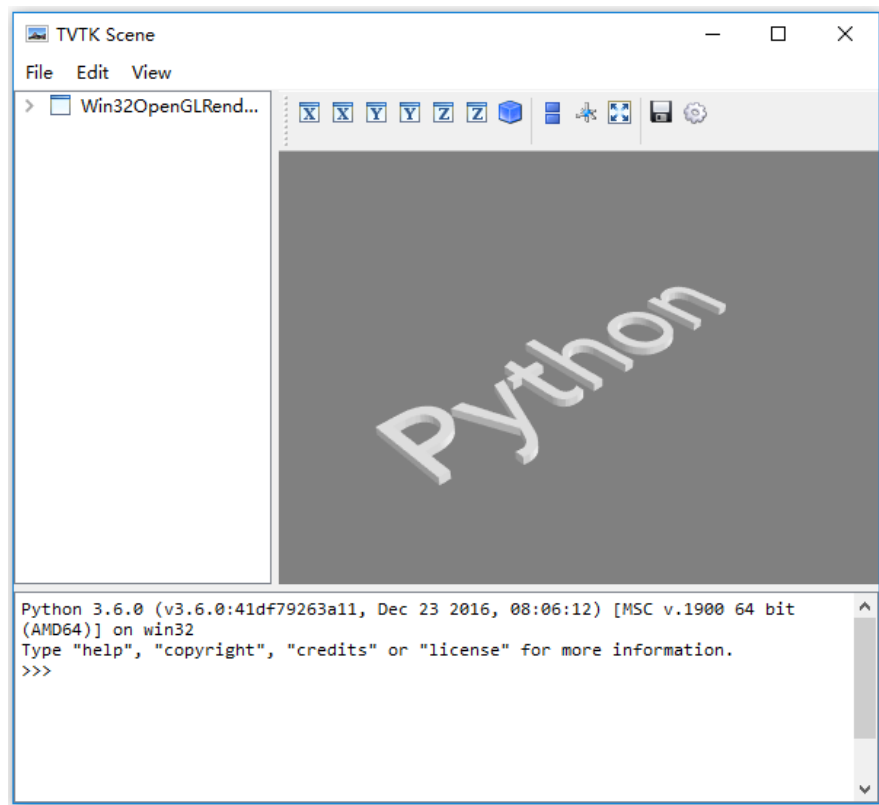 TVTK Scene
File Edit View
Win32OpenGLRend...
X X Y Y Z Z
Python
Python 3.6.0 (v3.6.0:41df79263a11, Dec 23 2016, 08:06:12) [MSC v.1900 64 bit
(AMD64)] on win32
Type "help", "copyright", "credits" or "license" for more information.
>>>